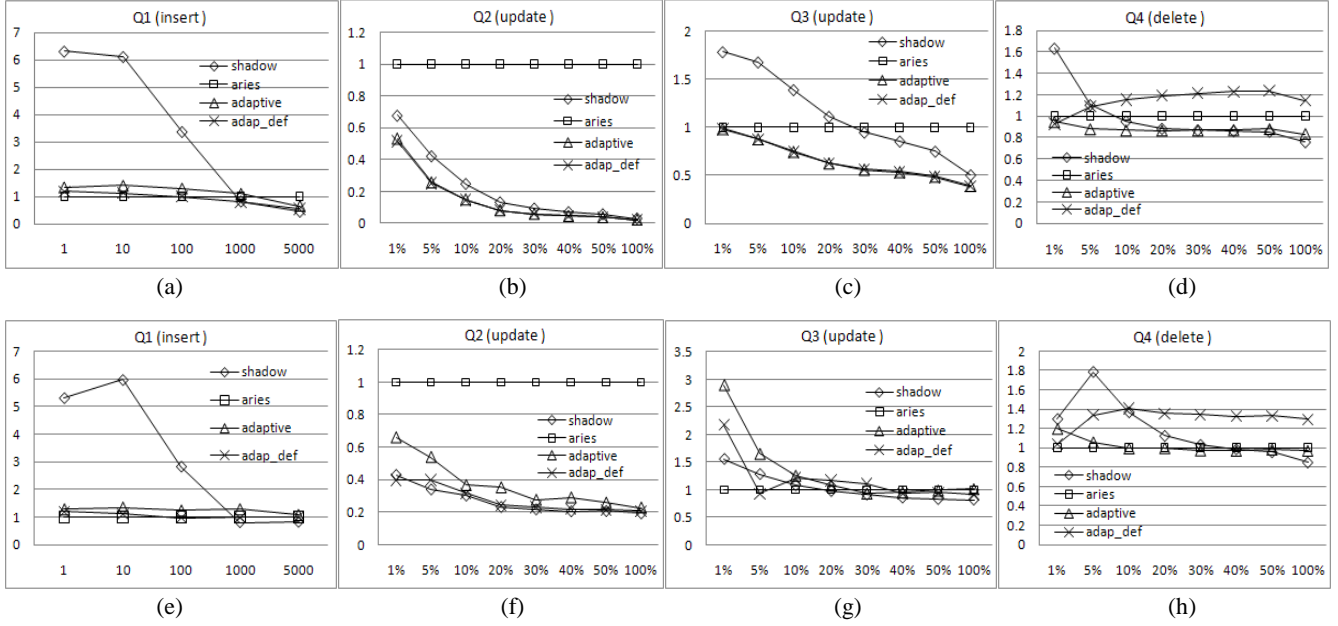 Q1 (insert)
7
6
5
4
3
2
1
0
shadow
aries
adaptive
adap_def
1 10 100 1000 5000
(a)
Q2 (update)
1.2
1
0.8
0.6
0.4
0.2
0
shadow
aries
adaptive
adap_def
1% 5% 10% 20% 30% 40% 50% 100%
(b)
Q3 (update)
2
1.5
1
0.5
0
shadow
aries
adaptive
adap_def
1% 5% 10% 20% 30% 40% 50% 100%
(c)
Q4 (delete)
1.8
1.6
1.4
1.2
1
0.8
0.6
0.4
0.2
0
shadow
aries
adaptive
adap_def
1% 5% 10% 20% 30% 40% 50% 100%
(d)
Q1 (insert)
7
6
5
4
3
2
1
0
shadow
aries
adaptive
adap_def
1 10 100 1000 5000
(e)
Q2 (update)
1.2
1
0.8
0.6
0.4
0.2
0
shadow
aries
adaptive
adap_def
1% 5% 10% 20% 30% 40% 50% 100%
(f)
Q3 (update)
3.5
3
2.5
2
1.5
1
0.5
0
shadow
aries
adaptive
adap_def
1% 5% 10% 20% 30% 40% 50% 100%
(g)
Q4 (delete)
2
1.8
1.6
1.4
1.2
1
0.8
0.6
0.4
0.2
0
shadow
aries
adaptive
adap_def
1% 5% 10% 20% 30% 40% 50% 100%
(h)